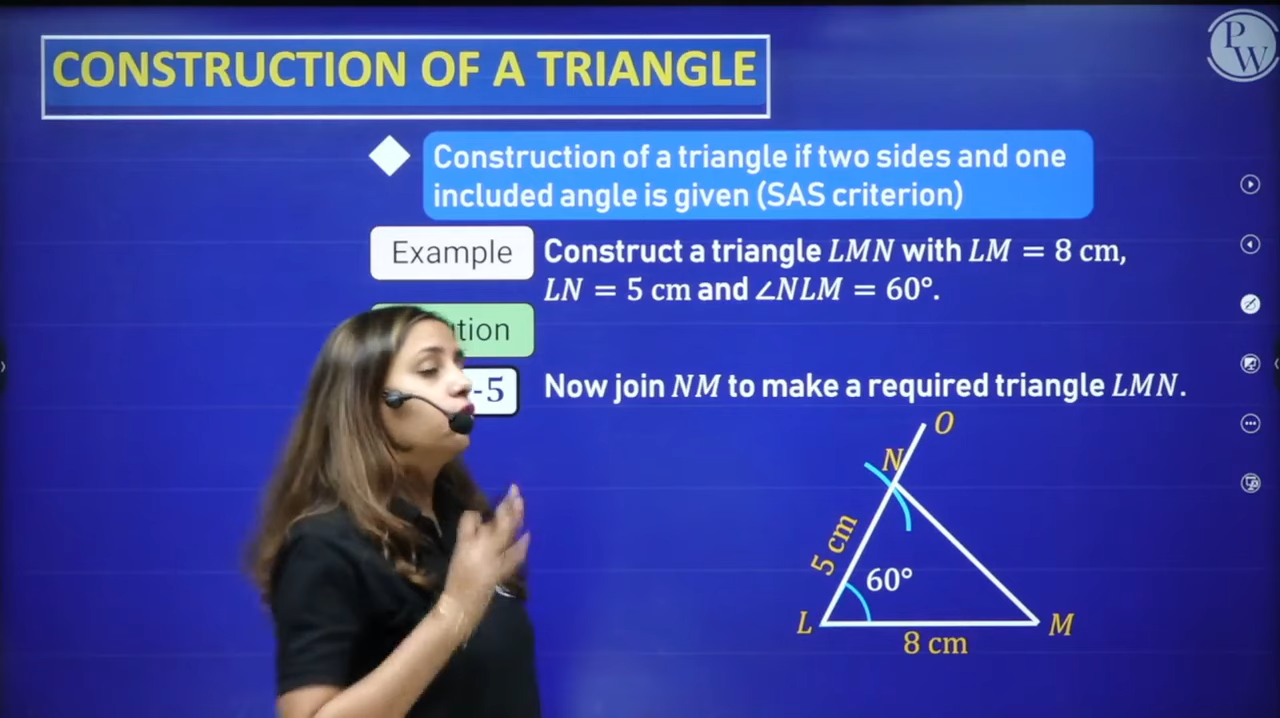 PW
CONSTRUCTION OF A TRIANGLE
Construction of a triangle if two sides and one
included angle is given (SAS criterion)
Example
Construct a triangle LMN with LM = 8 cm,
LN = 5 cm and ∠NLM = 60°.
-5
Now join NM to make a required triangle LMN.
O
N
5 cm
60°
L
M
8 cm